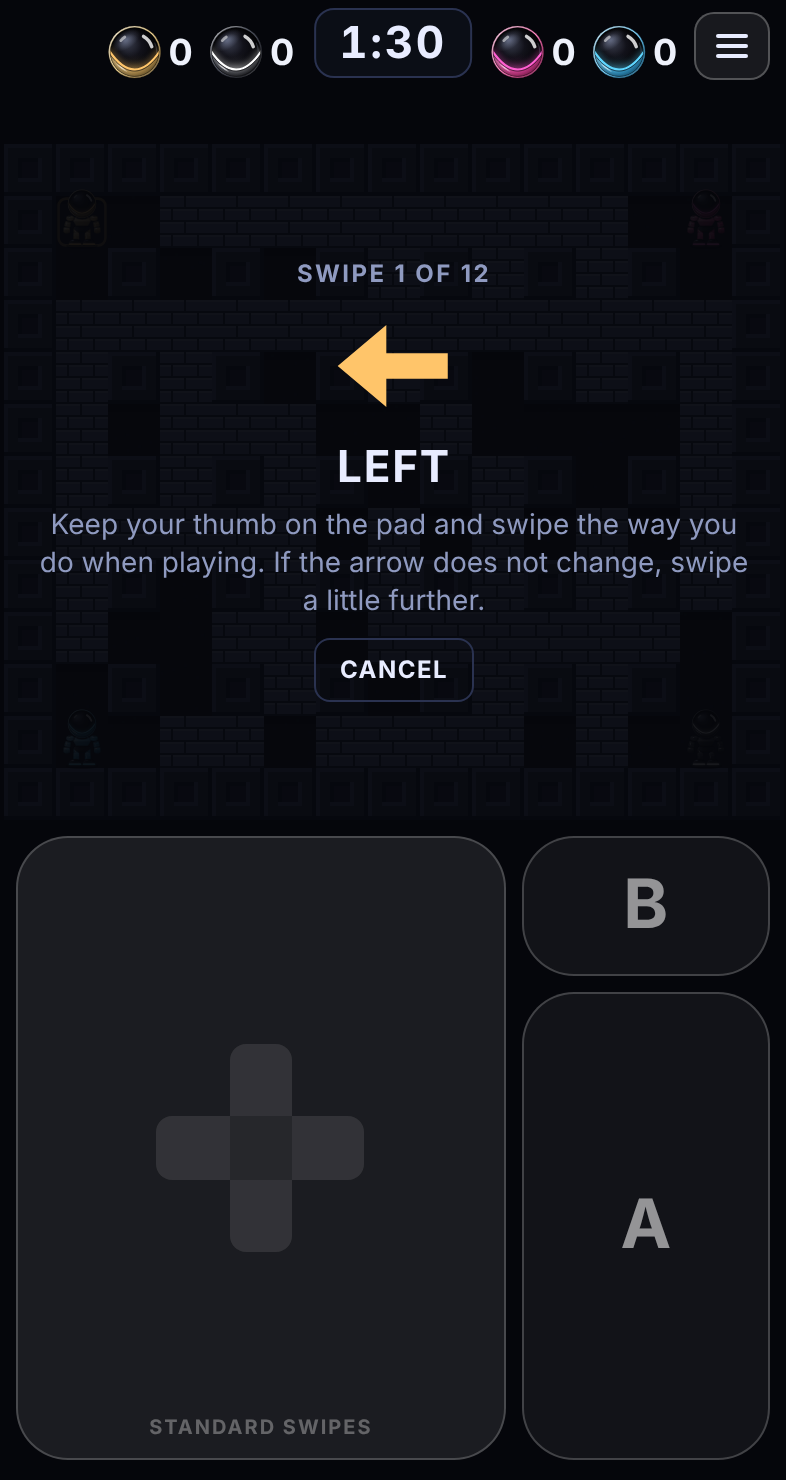 0 0 1:30 0 0
SWIPE 1 OF 12
LEFT
Keep your thumb on the pad and swipe the way you
do when playing. If the arrow does not change, swipe
a little further.
CANCEL
B
A
STANDARD SWIPES